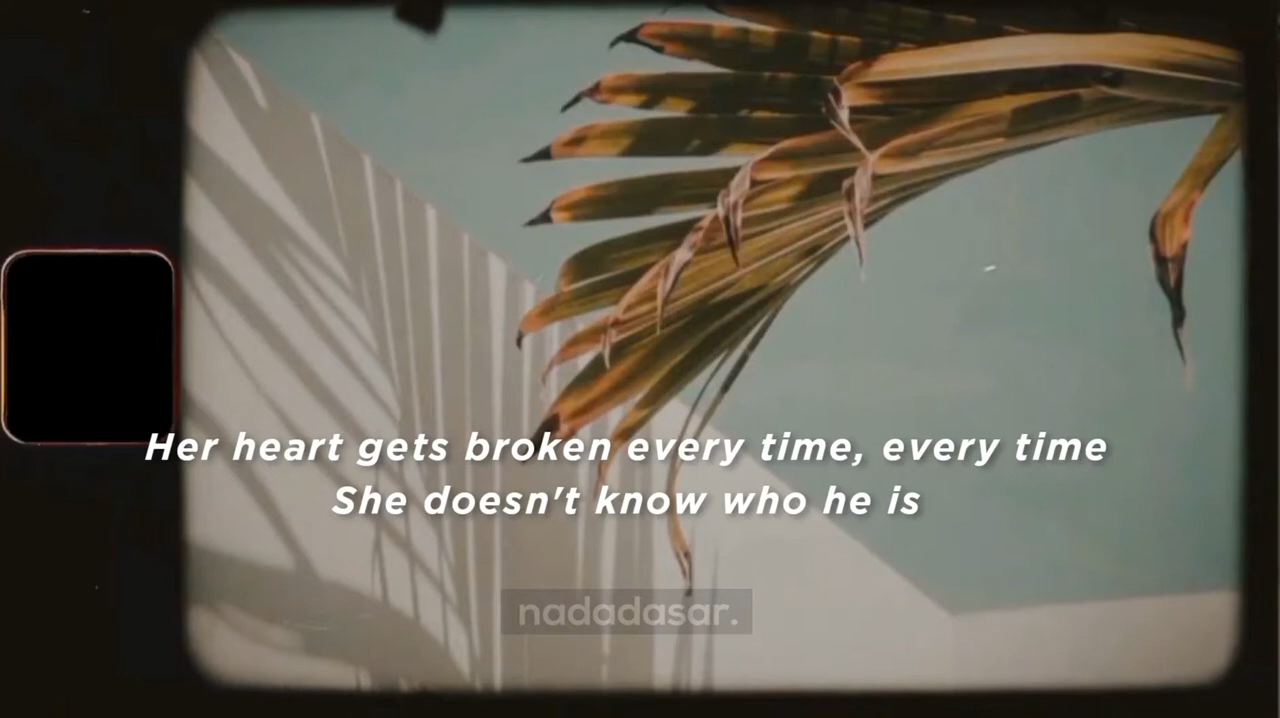 Her heart gets broken every time, every time
She doesn't know who he is
nadadasar.